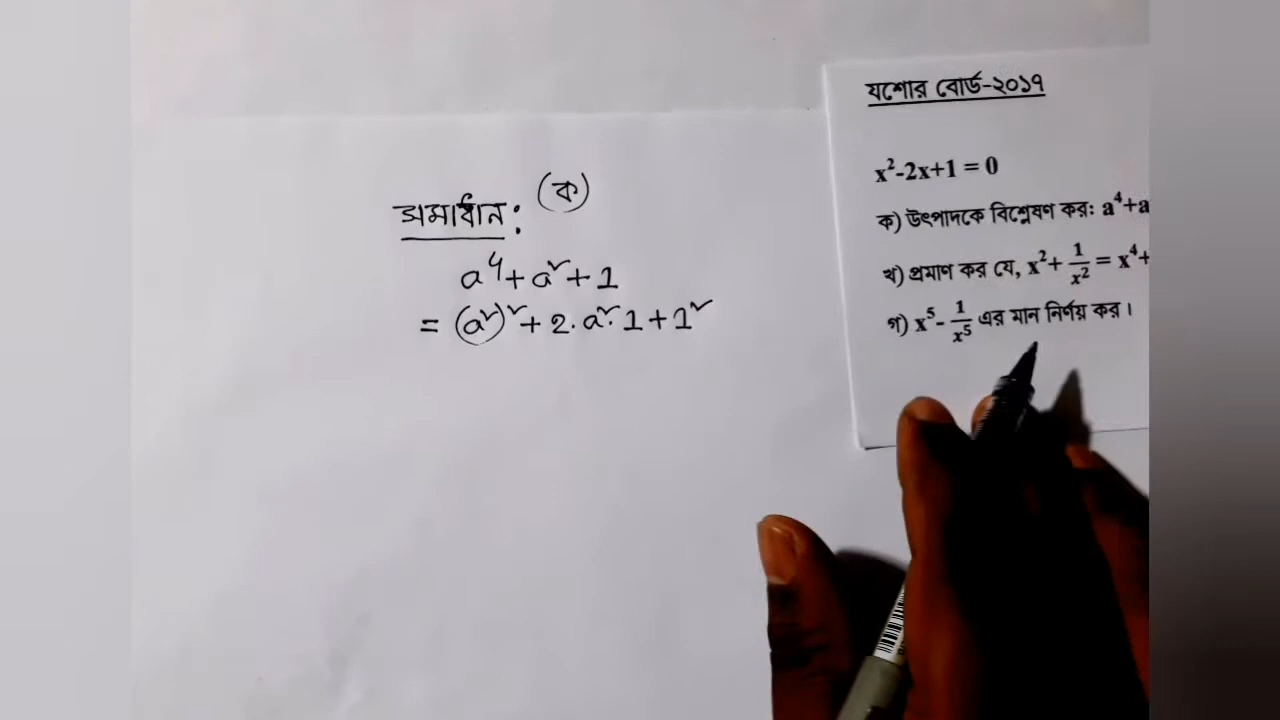 যশোর বোর্ড-২০১৭
x²-2x+1 = 0
ক) উৎপাদকে বিশ্লেষণ কর: a⁴+a
খ) প্রমাণ কর যে, x²+ 1/x² = x⁴+
গ) x⁵- 1/x⁵ এর মান নির্ণয় কর।
সমাধান: (ক)
a⁴+a²+1
= (a²)²+2.a².1+1²